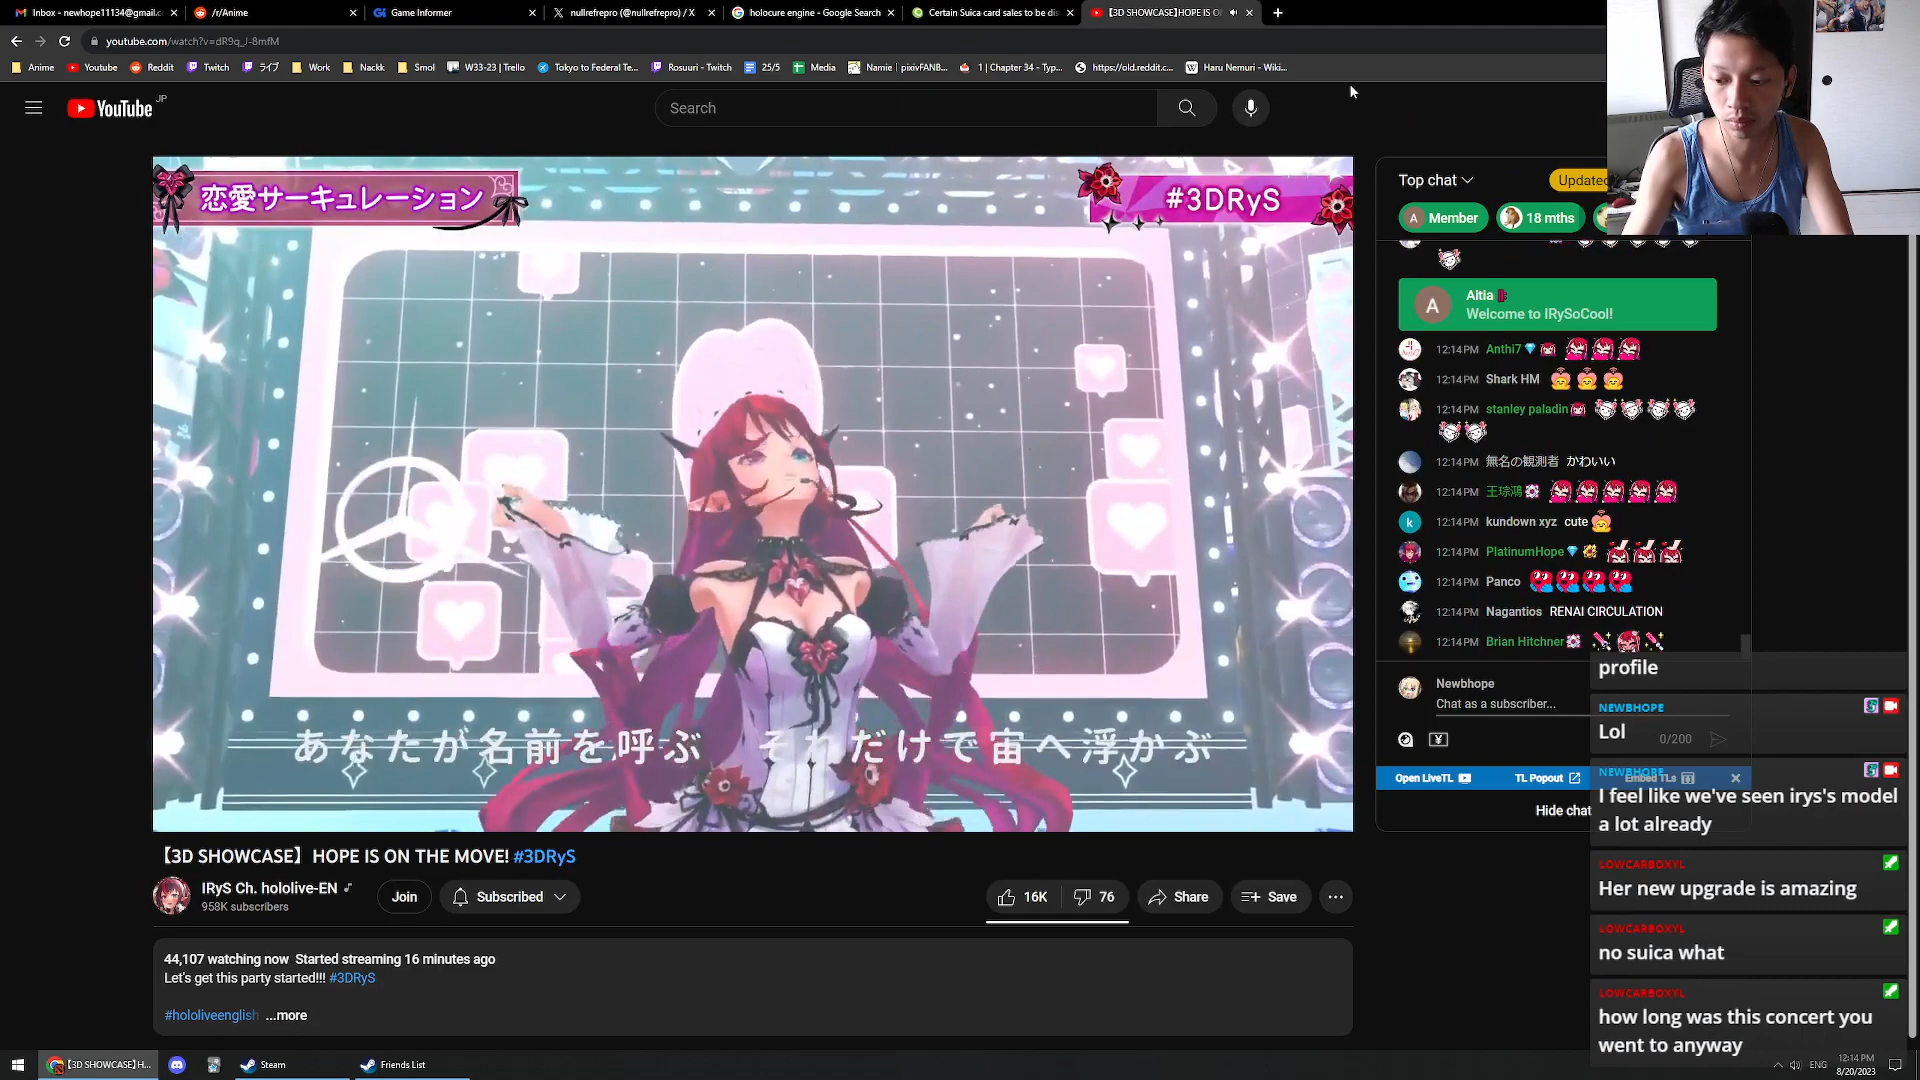 Inbox - newhope11134@gmail.c
/r/Anime
Game Informer
nullrefrepro (@nullrefrepro) / X
holocure engine - Google Search
Certain Suica card sales to be dis
【3D SHOWCASE】HOPE IS O
youtube.com/watch?v=dR9q_J-8mfM
Anime
Youtube
Reddit
Twitch
ライブ
Work
Nackk
Smol
W33-23 | Trello
Tokyo to Federal Te...
Rosuuri - Twitch
25/5
Media
Namie | pixivFANB...
1 | Chapter 34 - Typ...
https://old.reddit.c...
Haru Nemuri - Wiki...
YouTube JP
Search
恋愛サーキュレーション
#3DRyS
あなたが名前を呼ぶ それだけで宙へ浮かぶ
Top chat
Updated
A Member
18 mths
A
Altia
Welcome to IRySoCool!
12:14 PM Anthi7
12:14 PM Shark HM
12:14 PM stanley paladin
12:14 PM 無名の観測者 かわいい
12:14 PM 王琮鴻
k 12:14 PM kundown xyz cute
12:14 PM PlatinumHope
12:14 PM Panco
12:14 PM Nagantios RENAI CIRCULATION
12:14 PM Brian Hitchner
Newbhope
Chat as a subscriber...
0/200
Open LiveTL
TL Popout
Embed TLs
Hide chat
profile
NEWBHOPE
Lol
NEWBHOPE
I feel like we've seen irys's model
a lot already
LOWCARBOXYL
Her new upgrade is amazing
LOWCARBOXYL
no suica what
LOWCARBOXYL
how long was this concert you
went to anyway
【3D SHOWCASE】HOPE IS ON THE MOVE! #3DRyS
IRyS Ch. hololive-EN
958K subscribers
Join
Subscribed
16K
76
Share
Save
44,107 watching now Started streaming 16 minutes ago
Let's get this party started!!! #3DRyS
#hololiveenglish ...more
【3D SHOWCASE】H...
Steam
Friends List
ENG
12:14 PM
8/20/2023